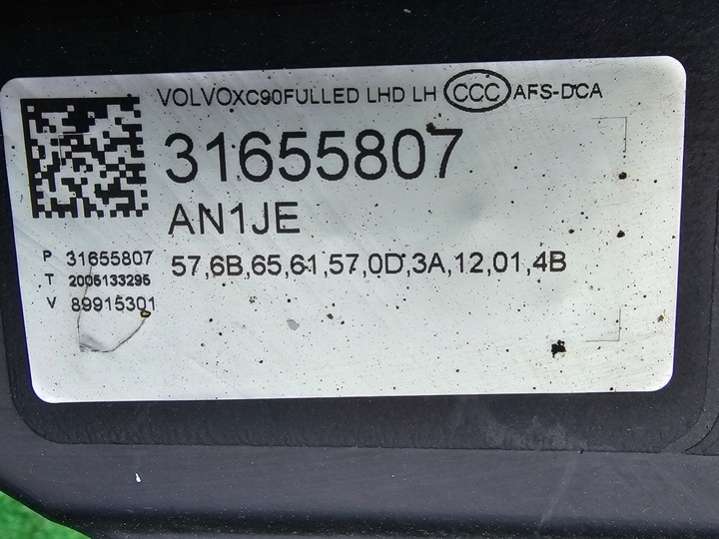 VOLVOXC90FULLED LHD LH CCC AFS-DCA
31655807
AN1JE
P 31655807
T 2005133295
V 89915301
57,6B,65,61,57,0D,3A,12,01,4B